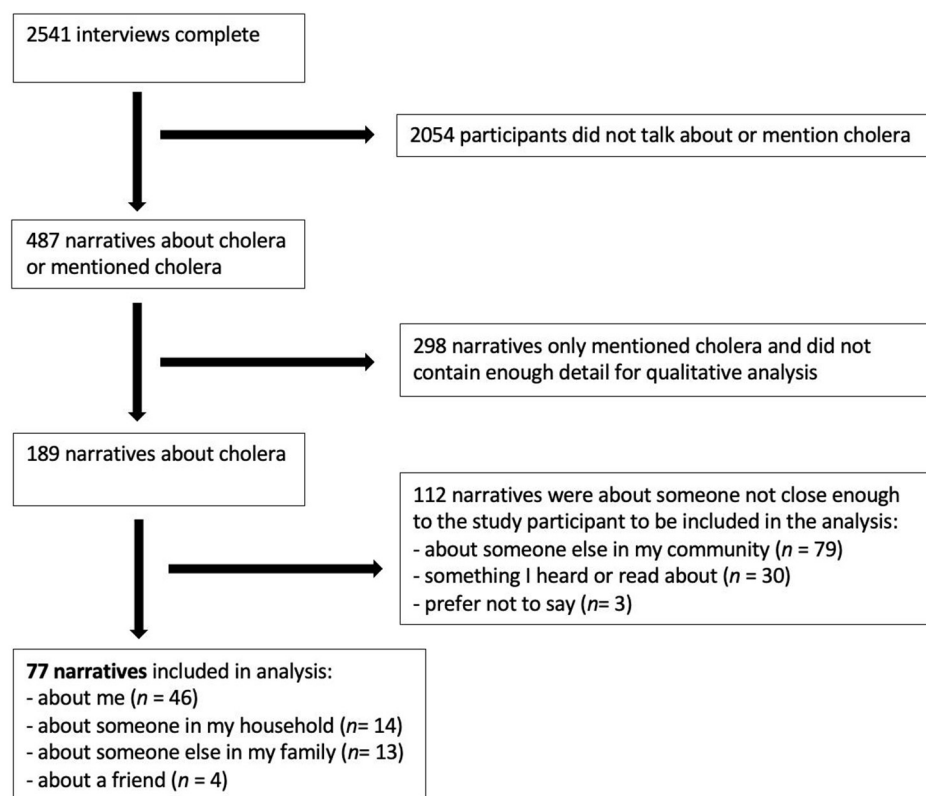 2541 interviews complete
2054 participants did not talk about or mention cholera
487 narratives about cholera
or mentioned cholera
298 narratives only mentioned cholera and did not
contain enough detail for qualitative analysis
189 narratives about cholera
112 narratives were about someone not close enough
to the study participant to be included in the analysis:
- about someone else in my community (n = 79)
- something I heard or read about (n = 30)
- prefer not to say (n= 3)
77 narratives included in analysis:
- about me (n = 46)
- about someone in my household (n= 14)
- about someone else in my family (n= 13)
- about a friend (n = 4)